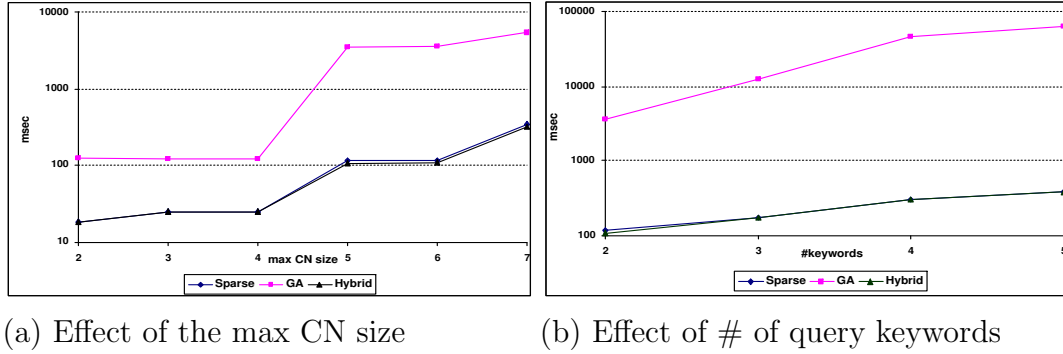 10000
1000
100
10
msec
2 3 4 5 6 7
max CN size
Sparse GA Hybrid
(a) Effect of the max CN size
100000
10000
1000
100
msec
2 3 4 5
#keywords
Sparse GA Hybrid
(b) Effect of # of query keywords